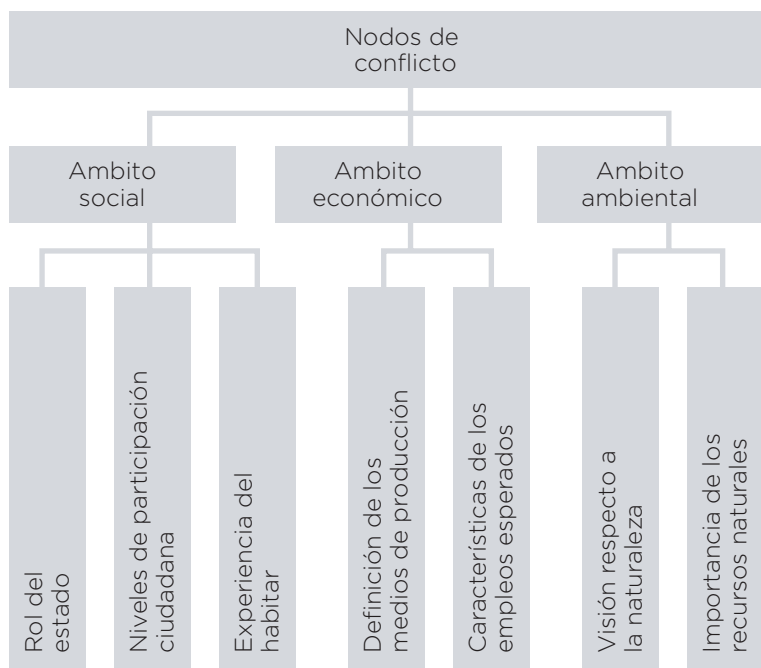 Nodos de
conflicto
Ambito
social
Ambito
económico
Ambito
ambiental
Rol del
estado
Niveles de participación
ciudadana
Experiencia del
habitar
Definición de los
medios de producción
Características de los
empleos esperados
Visión respecto a
la naturaleza
Importancia de los
recursos naturales